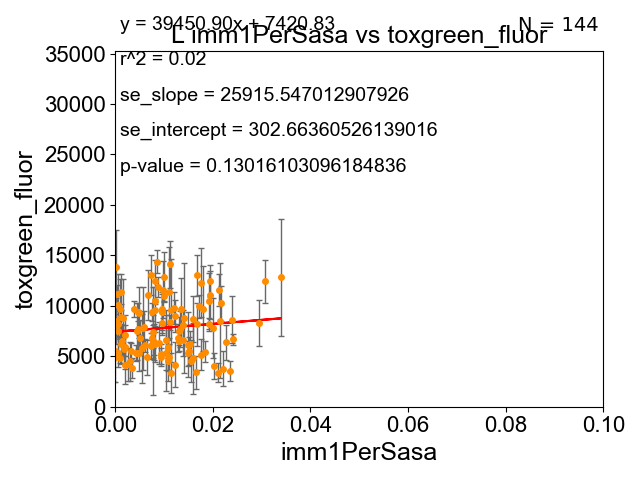 y = 39450.90x + 7420.83
N = 144
L imm1PerSasa vs toxgreen_fluor
r^2 = 0.02
se_slope = 25915.547012907926
se_intercept = 302.66360526139016
p-value = 0.13016103096184836
35000
30000
25000
20000
15000
10000
5000
0
toxgreen_fluor
0.00 0.02 0.04 0.06 0.08 0.10
imm1PerSasa